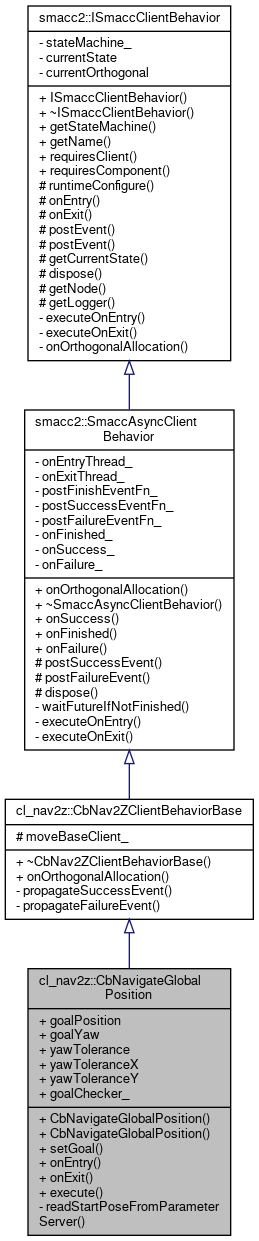 smacc2::ISmaccClientBehavior
- stateMachine_
- currentState
- currentOrthogonal
+ ISmaccClientBehavior()
+ ~ISmaccClientBehavior()
+ getStateMachine()
+ getName()
+ requiresClient()
+ requiresComponent()
# runtimeConfigure()
# onEntry()
# onExit()
# postEvent()
# postEvent()
# getCurrentState()
# dispose()
# getNode()
# getLogger()
- executeOnEntry()
- executeOnExit()
- onOrthogonalAllocation()
smacc2::SmaccAsyncClient
Behavior
- onEntryThread_
- onExitThread_
- postFinishEventFn_
- postSuccessEventFn_
- postFailureEventFn_
- onFinished_
- onSuccess_
- onFailure_
+ onOrthogonalAllocation()
+ ~SmaccAsyncClientBehavior()
+ onSuccess()
+ onFinished()
+ onFailure()
# postSuccessEvent()
# postFailureEvent()
# dispose()
- waitFutureIfNotFinished()
- executeOnEntry()
- executeOnExit()
cl_nav2z::CbNav2ZClientBehaviorBase
# moveBaseClient_
+ ~CbNav2ZClientBehaviorBase()
+ onOrthogonalAllocation()
- propagateSuccessEvent()
- propagateFailureEvent()
cl_nav2z::CbNavigateGlobal
Position
+ goalPosition
+ goalYaw
+ yawTolerance
+ yawToleranceX
+ yawToleranceY
+ goalChecker_
+ CbNavigateGlobalPosition()
+ CbNavigateGlobalPosition()
+ setGoal()
+ onEntry()
+ onExit()
+ execute()
- readStartPoseFromParameter
Server()